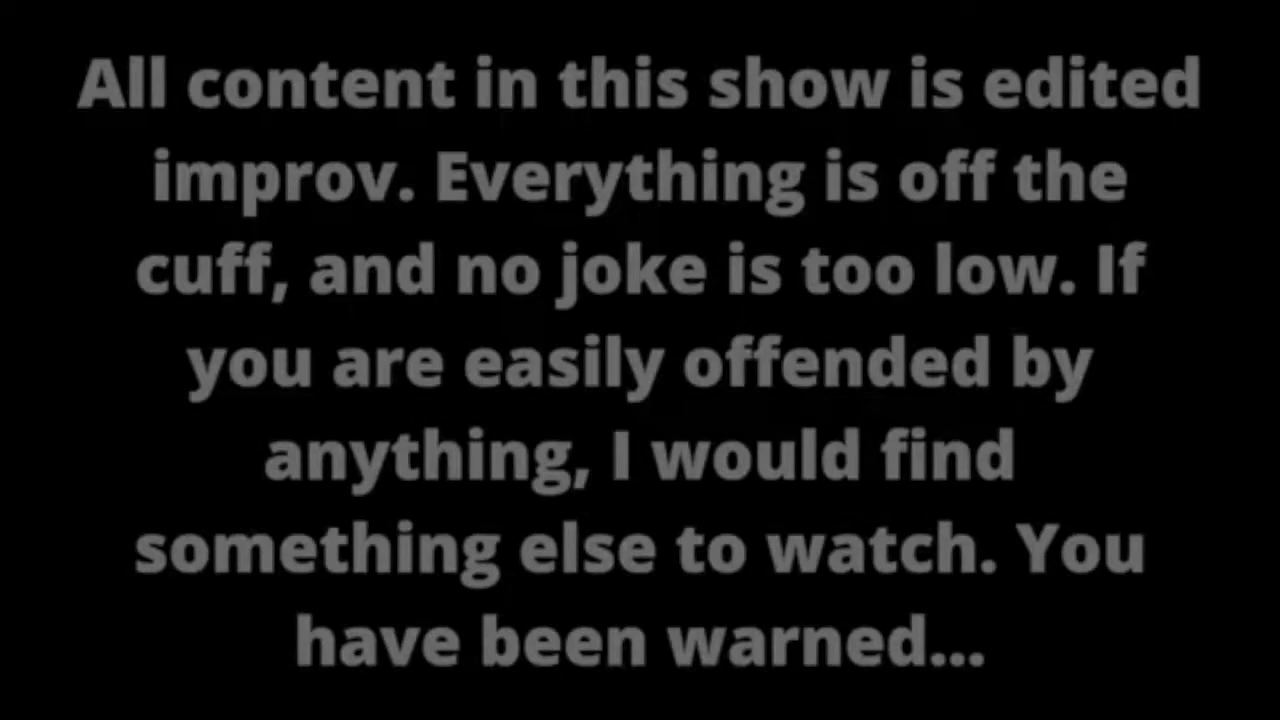 All content in this show is edited
improv. Everything is off the
cuff, and no joke is too low. If
you are easily offended by
anything, I would find
something else to watch. You
have been warned...